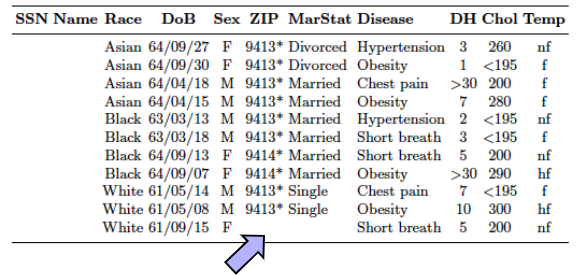 SSN Name Race DoB Sex ZIP MarStat Disease DH Chol Temp
Asian 64/09/27 F 9413* Divorced Hypertension 3 260 nf
Asian 64/09/30 F 9413* Divorced Obesity 1 <195 f
Asian 64/04/18 M 9413* Married Chest pain >30 200 f
Asian 64/04/15 M 9413* Married Obesity 7 280 f
Black 63/03/13 M 9413* Married Hypertension 2 <195 nf
Black 63/03/18 M 9413* Married Short breath 3 <195 f
Black 64/09/13 F 9414* Married Short breath 5 200 nf
Black 64/09/07 F 9414* Married Obesity >30 290 hf
White 61/05/14 M 9413* Single Chest pain 7 <195 f
White 61/05/08 M 9413* Single Obesity 10 300 hf
White 61/09/15 F Short breath 5 200 nf